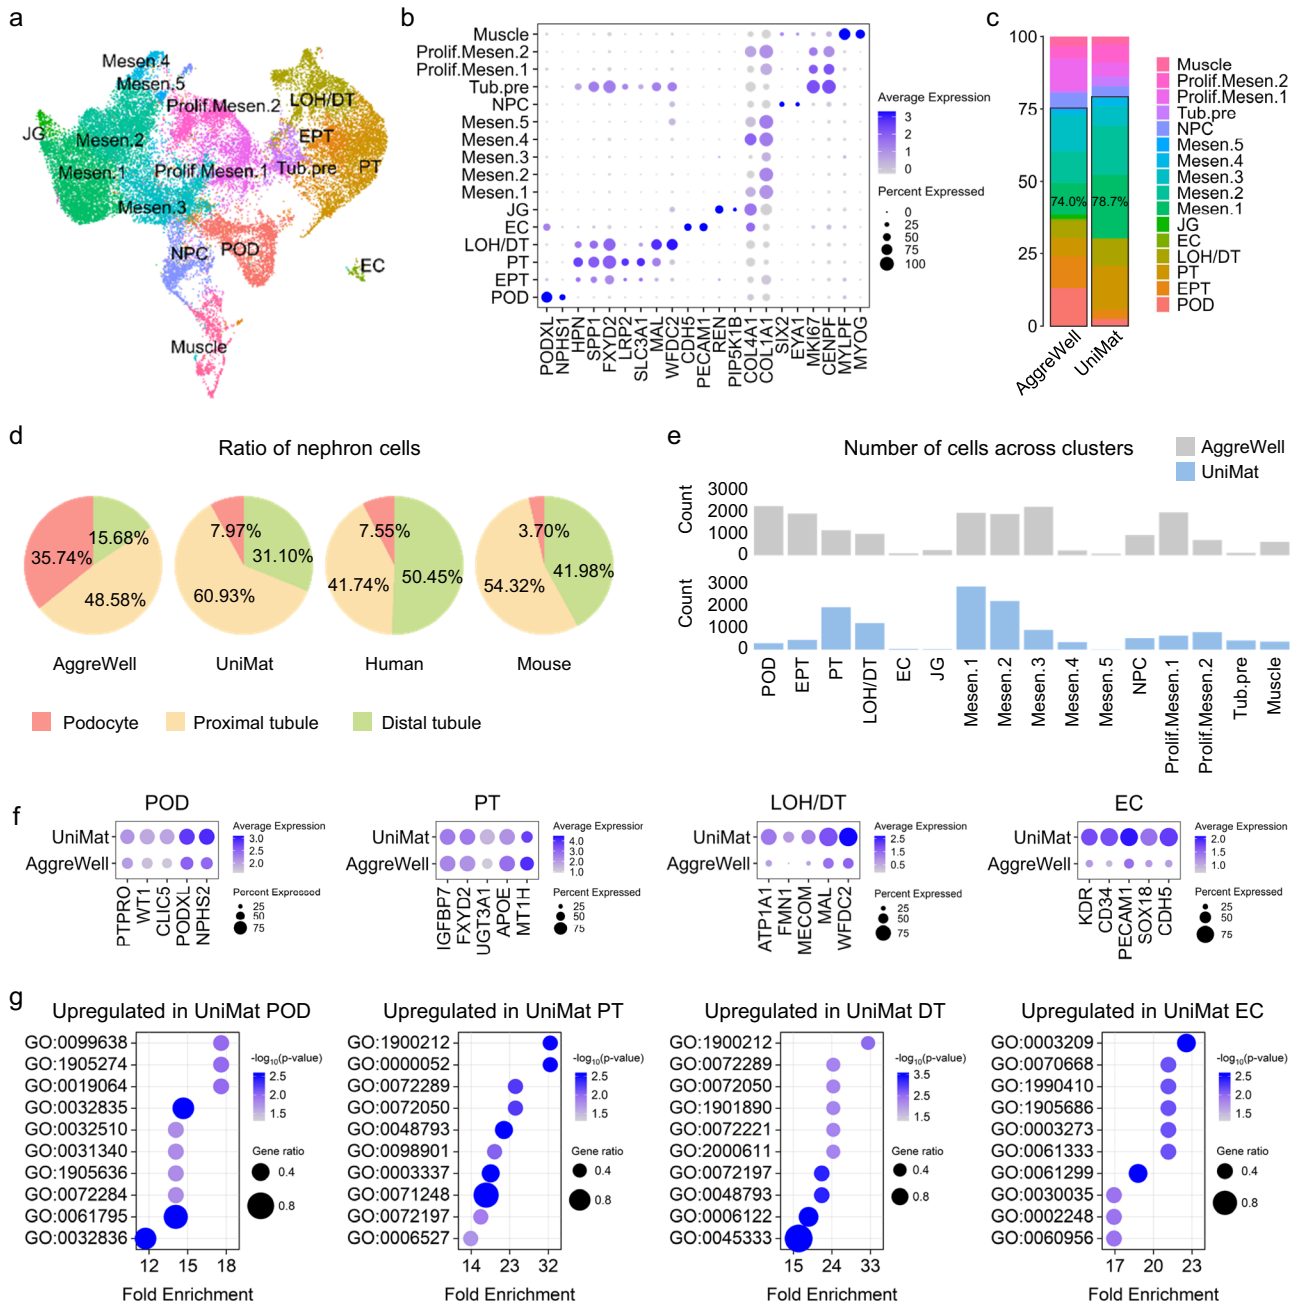 a
Mesen.4
Mesen.5
Prolif.Mesen.2
LOH/DT
JG
Mesen.2
EPT
Mesen.1
Prolif.Mesen.1
Tub.pre
PT
Mesen.3
NPC
POD
EC
Muscle
b
Muscle
Prolif.Mesen.2
Prolif.Mesen.1
Tub.pre
NPC
Mesen.5
Mesen.4
Mesen.3
Mesen.2
Mesen.1
JG
EC
LOH/DT
PT
EPT
POD
PODXL
NPHS1
HPN
SPP1
FXYD2
LRP2
SLC3A1
MAL
WFDC2
CDH5
PECAM1
REN
PIP5K1B
COL4A1
COL1A1
SIX2
EYA1
MKI67
CENPF
MYLPF
MYOG
Average Expression
3
2
1
0
Percent Expressed
0
25
50
75
100
c
100
75
50
25
0
74.0%
78.7%
AggreWell
UniMat
Muscle
Prolif.Mesen.2
Prolif.Mesen.1
Tub.pre
NPC
Mesen.5
Mesen.4
Mesen.3
Mesen.2
Mesen.1
JG
EC
LOH/DT
PT
EPT
POD
d
Ratio of nephron cells
35.74%
15.68%
48.58%
7.97%
31.10%
60.93%
7.55%
41.74%
50.45%
3.70%
41.98%
54.32%
AggreWell
UniMat
Human
Mouse
Podocyte
Proximal tubule
Distal tubule
e
Number of cells across clusters
AggreWell
UniMat
Count
3000
2000
1000
0
Count
3000
2000
1000
0
POD
EPT
PT
LOH/DT
EC
JG
Mesen.1
Mesen.2
Mesen.3
Mesen.4
Mesen.5
NPC
Prolif.Mesen.1
Prolif.Mesen.2
Tub.pre
Muscle
f
POD
UniMat
AggreWell
PTPRO
WT1
CLIC5
PODXL
NPHS2
Average Expression
3.0
2.5
2.0
Percent Expressed
25
50
75
PT
UniMat
AggreWell
IGFBP7
FXYD2
UGT3A1
APOE
MT1H
Average Expression
4.0
3.0
2.0
1.0
Percent Expressed
25
50
75
LOH/DT
UniMat
AggreWell
ATP1A1
FMN1
MECOM
MAL
WFDC2
Average Expression
2.5
2.0
1.5
Percent Expressed
25
50
75
EC
UniMat
AggreWell
KDR
CD34
PECAM1
SOX18
CDH5
Average Expression
2.0
1.5
1.0
Percent Expressed
25
50
75
g
Upregulated in UniMat POD
GO:0099638
GO:1905274
GO:0019064
GO:0032835
GO:0032510
GO:0031340
GO:1905636
GO:0072284
GO:0061795
GO:0032836
12 15 18
Fold Enrichment
-log₁₀(p-value)
2.5
2.0
1.5
Gene ratio
0.4
0.8
Upregulated in UniMat PT
GO:1900212
GO:0000052
GO:0072289
GO:0072050
GO:0048793
GO:0098901
GO:0003337
GO:0071248
GO:0072197
GO:0006527
14 23 32
Fold Enrichment
-log₁₀(p-value)
2.5
2.0
1.5
Gene ratio
0.4
0.8
Upregulated in UniMat DT
GO:1900212
GO:0072289
GO:0072050
GO:1901890
GO:0072221
GO:2000611
GO:0072197
GO:0048793
GO:0006122
GO:0045333
15 24 33
Fold Enrichment
-log₁₀(p-value)
3.5
2.5
1.5
Gene ratio
0.4
0.8
Upregulated in UniMat EC
GO:0003209
GO:0070668
GO:1990410
GO:1905686
GO:0003273
GO:0061333
GO:0061299
GO:0030035
GO:0002248
GO:0060956
17 20 23
Fold Enrichment
-log₁₀(p-value)
2.5
2.0
1.5
Gene ratio
0.4
0.8